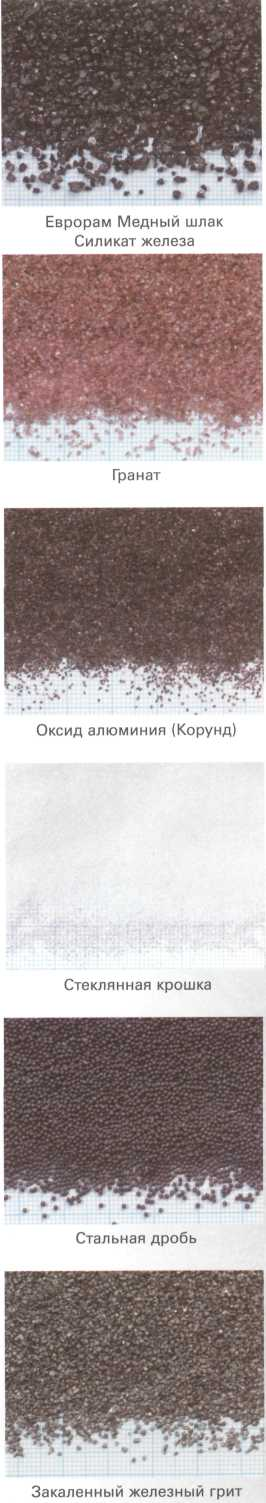 Еврорам Медный шлак
Силикат железа
Гранат
Оксид алюминия (Корунд)
Стеклянная крошка
Стальная дробь
Закаленный железный грит